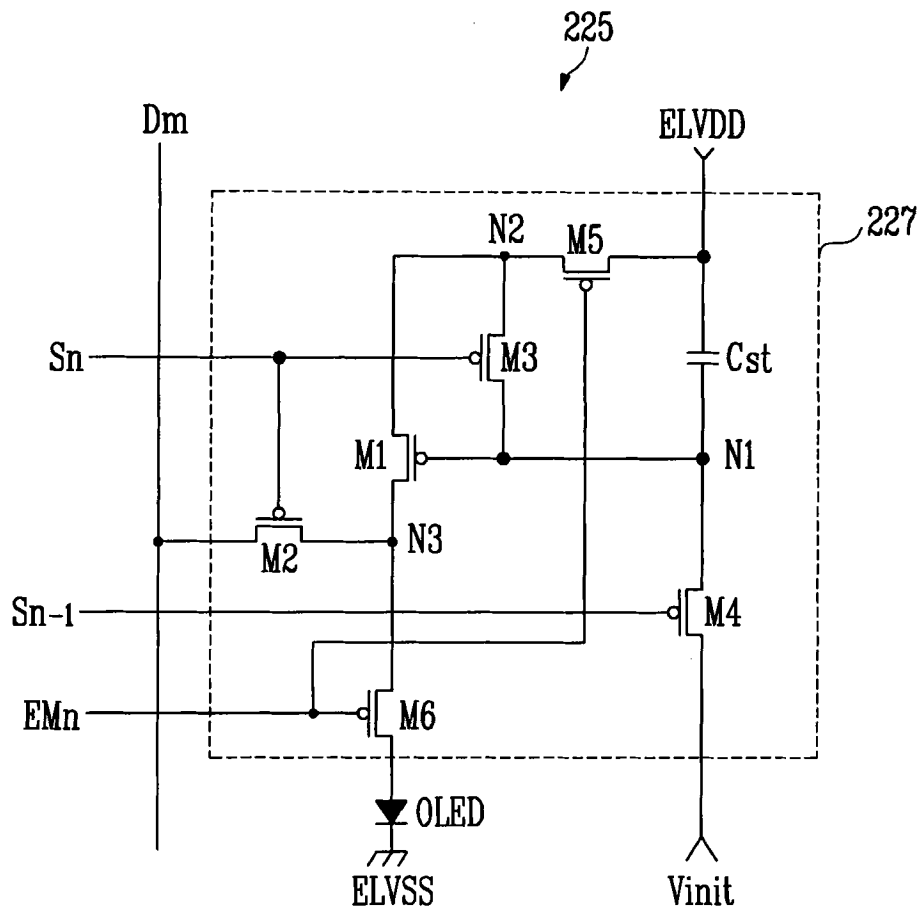 225
Dm
ELVDD
227
N2
M5
Sn
M3
Cst
M1
N1
M2
N3
Sn-1
M4
EMn
M6
OLED
ELVSS
Vinit